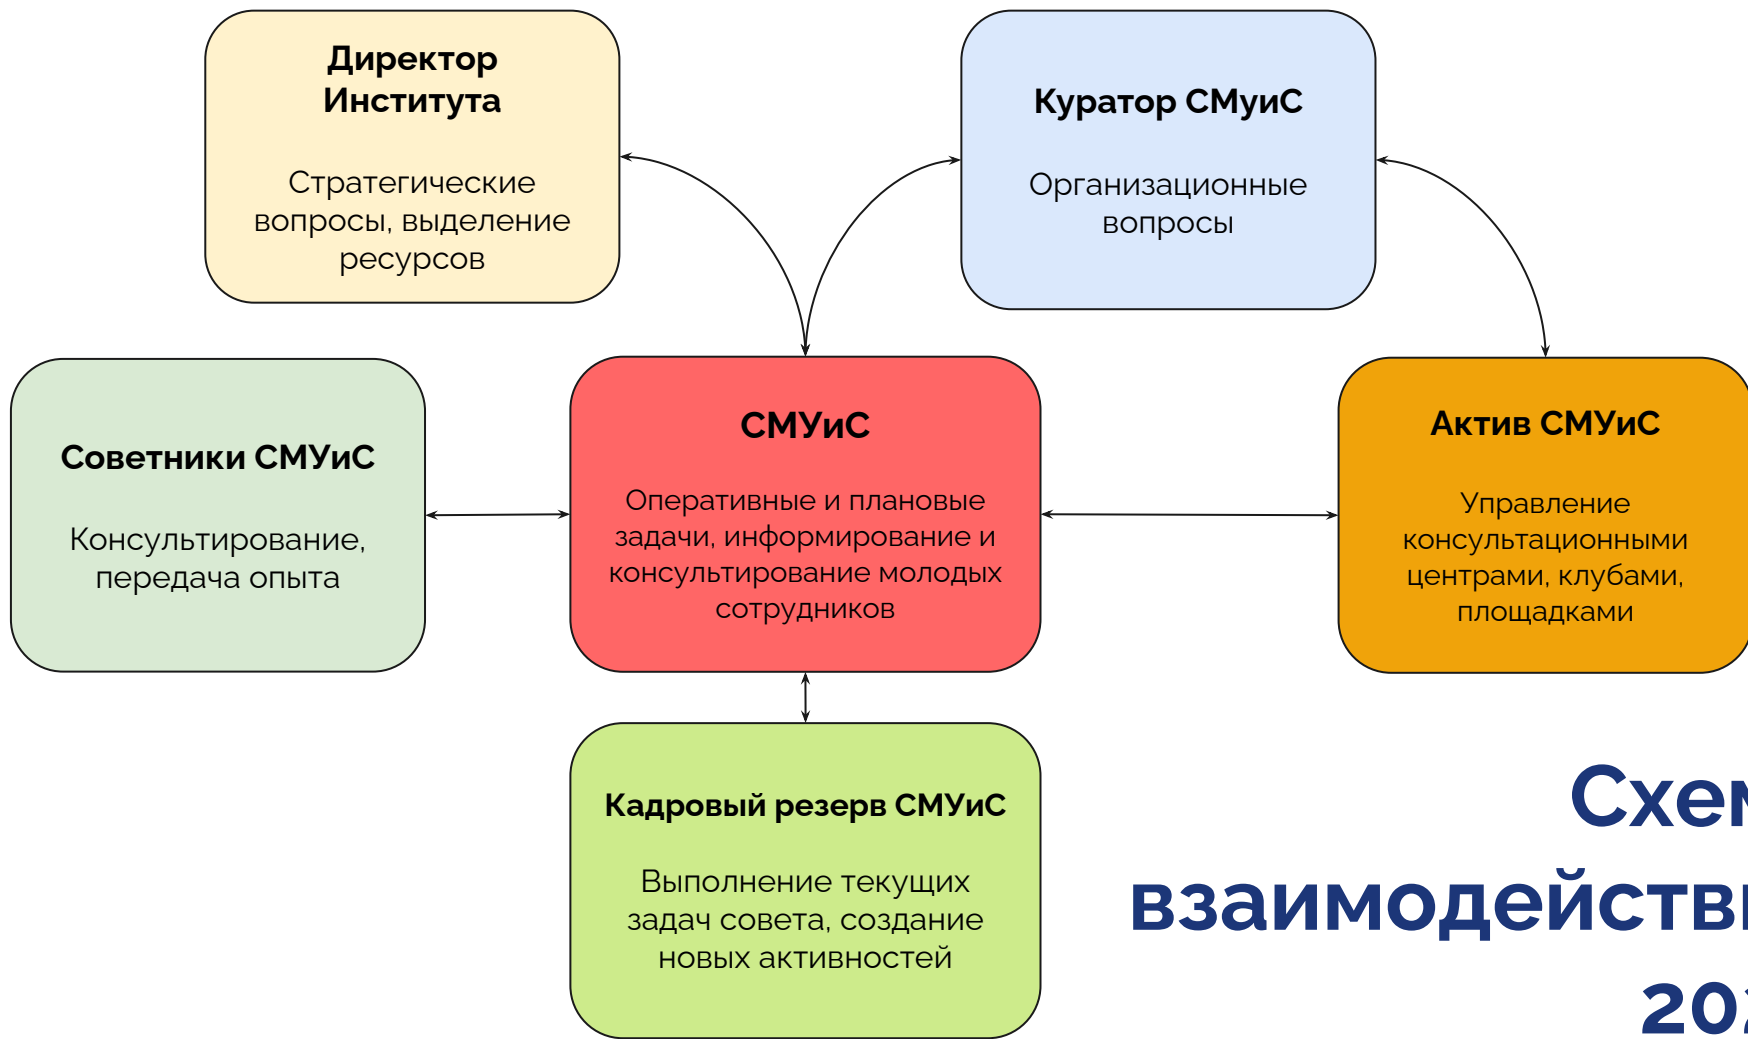 Директор
Института
Стратегические
вопросы, выделение
ресурсов
Куратор СМуиС
Организационные
вопросы
Советники СМУиС
Консультирование,
передача опыта
СМУиС
Оперативные и плановые
задачи, информирование и
консультирование молодых
сотрудников
Актив СМУиС
Управление
консультационными
центрами, клубами,
площадками
Кадровый резерв СМУиС
Выполнение текущих
задач совета, создание
новых активностей